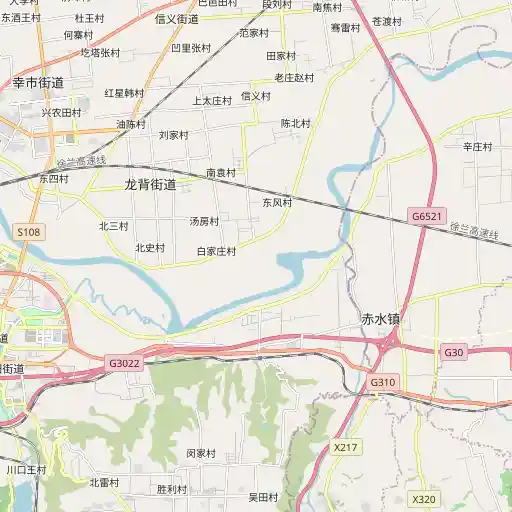 巴邑田村
段刘村
南焦村
东酒王村
杜王村
信义街道
苍渡村
骞雷村
何寨村
范家村
圪塔张村
凹里张村
田家村
幸市街道
老庄赵村
红星韩村
上太庄村
信义村
兴农田村
油陈村
陈北村
刘家村
辛庄村
徐兰高速线
东四村
南袁村
龙背街道
东风村
G6521
北三村
汤房村
徐兰高速线
S108
北史村
白家庄村
赤水镇
道
G3022
G30
街道
G310
X217
闵家村
川口王村
北雷村
胜利村
吴田村
X320